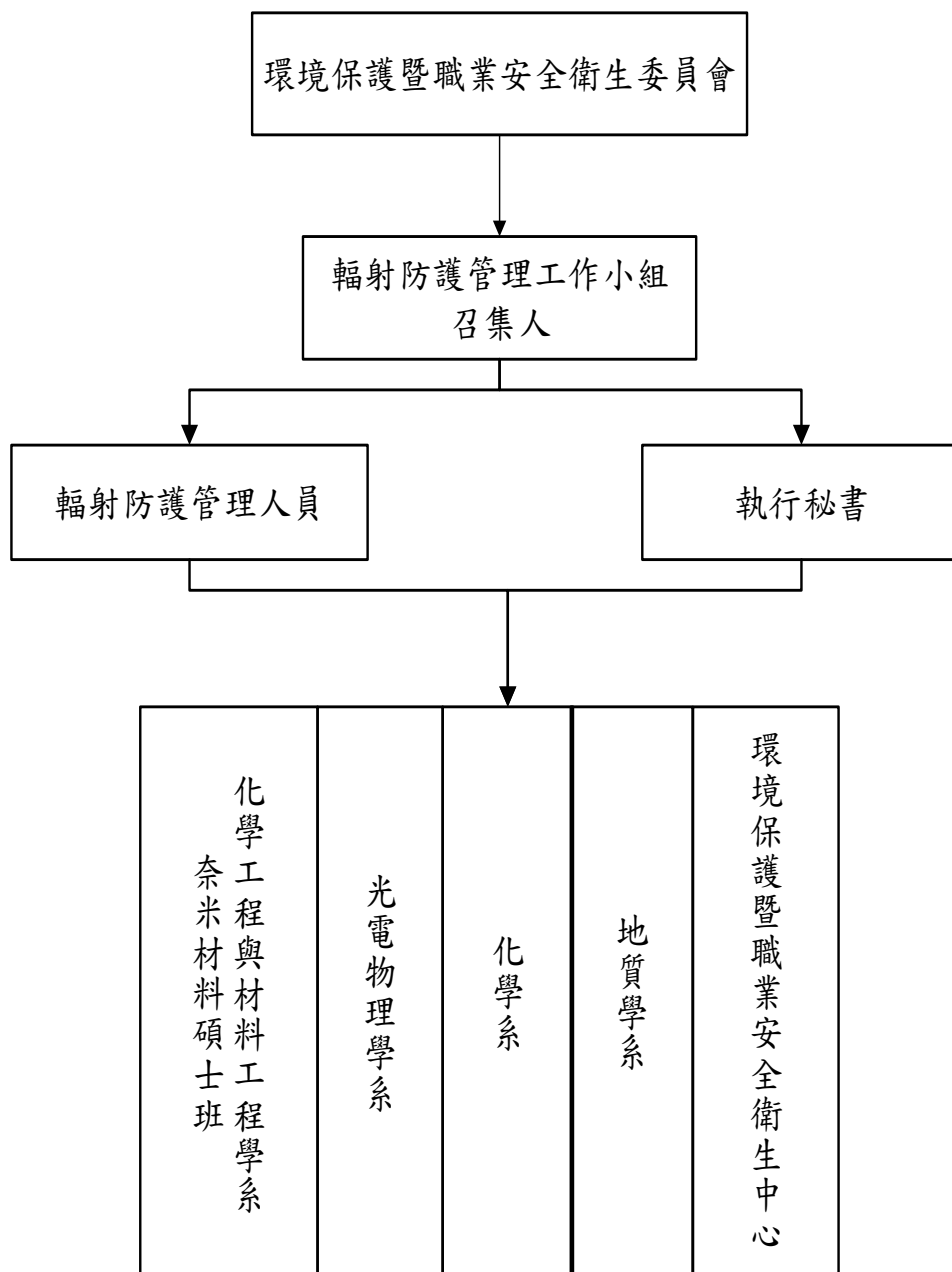 環境保護暨職業安全衛生委員會
輻射防護管理工作小組
召集人
輻射防護管理人員
執行秘書
化學工程與材料工程學系
奈米材料碩士班
光電物理學系
化學系
地質學系
環境保護暨職業安全衛生中心